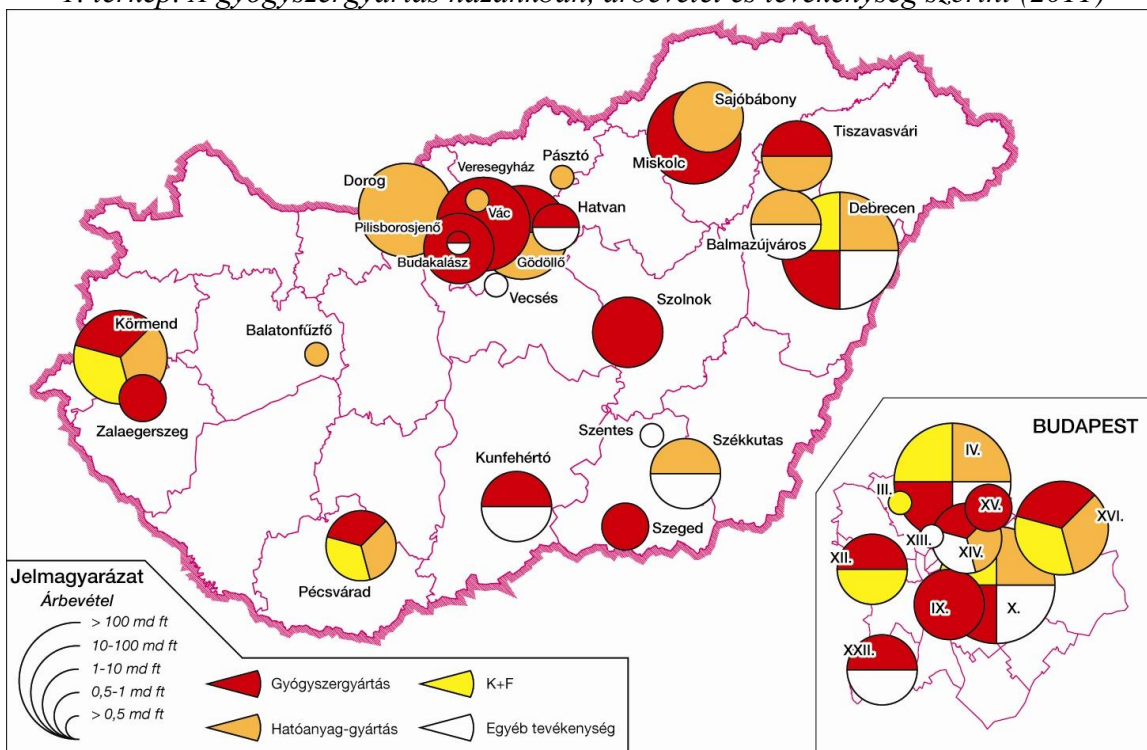 1. térkép: A gyógyszergyártás hazánkban, árbevétel és tevékenység szerint (2011)
Sajóbábony
Tiszavasvári
Miskolc
Pásztó
Veresegyház
Dorog
Vác
Hatvan
Debrecen
Pilisborosjenő
Balmazújváros
Budakalász
Gödöllő
Vecsés
Szolnok
Körmend
Balatonfűzfő
Zalaegerszeg
Szentes
Székkutas
Kunfehértó
Szeged
Pécsvárad
BUDAPEST
IV.
III.
XV.
XVI.
XIII.
XIV.
XII.
IX.
X.
XXII.
Jelmagyarázat
Árbevétel
> 100 md ft
10-100 md ft
1-10 md ft
0,5-1 md ft
> 0,5 md ft
Gyógyszergyártás
K+F
Hatóanyag-gyártás
Egyéb tevékenység